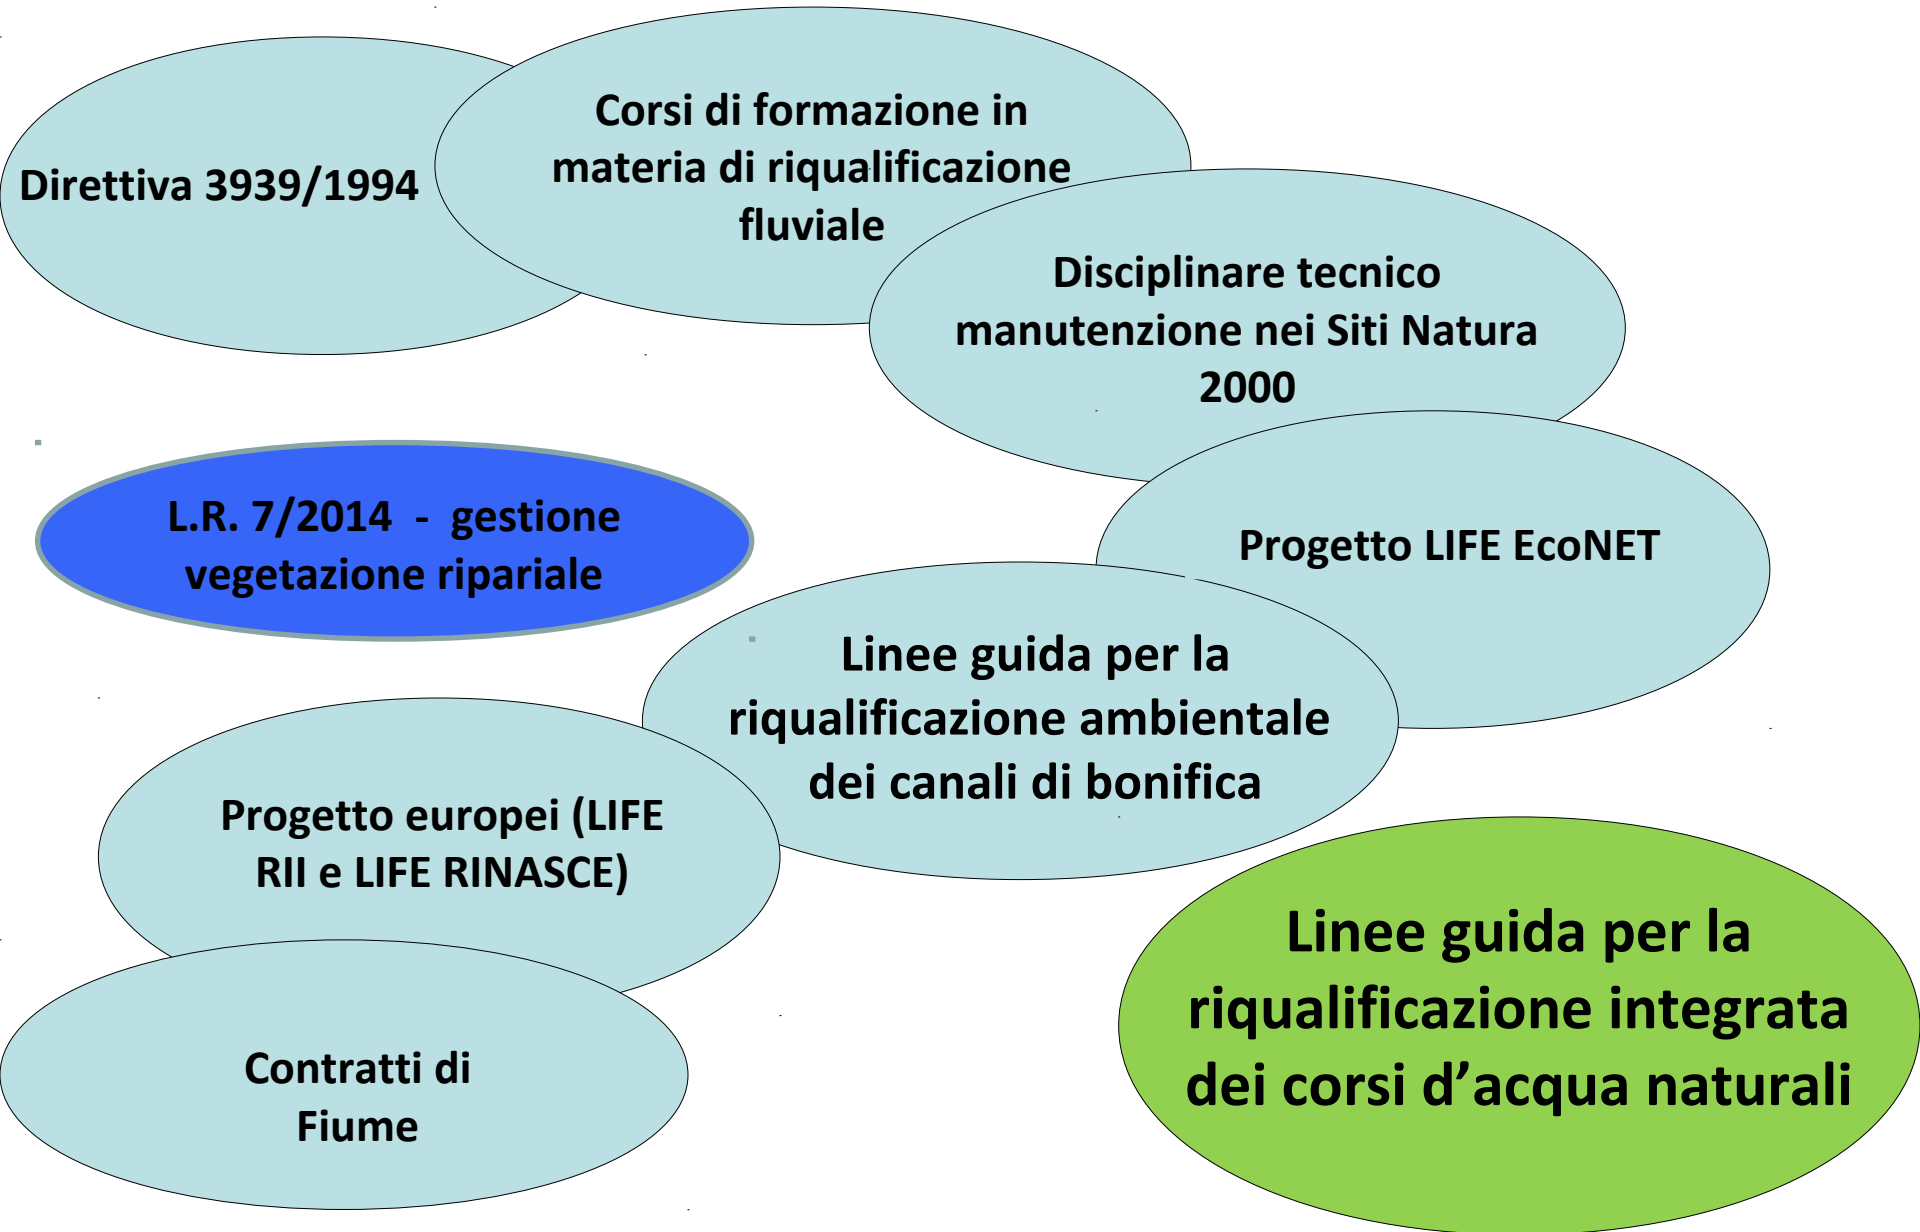 Direttiva 3939/1994
Corsi di formazione in
materia di riqualificazione
fluviale
Disciplinare tecnico
manutenzione nei Siti Natura
2000
L.R. 7/2014 - gestione
vegetazione ripariale
Progetto LIFE EcoNET
Linee guida per la
riqualificazione ambientale
dei canali di bonifica
Progetto europei (LIFE
RII e LIFE RINASCE)
Linee guida per la
riqualificazione integrata
dei corsi d’acqua naturali
Contratti di
Fiume